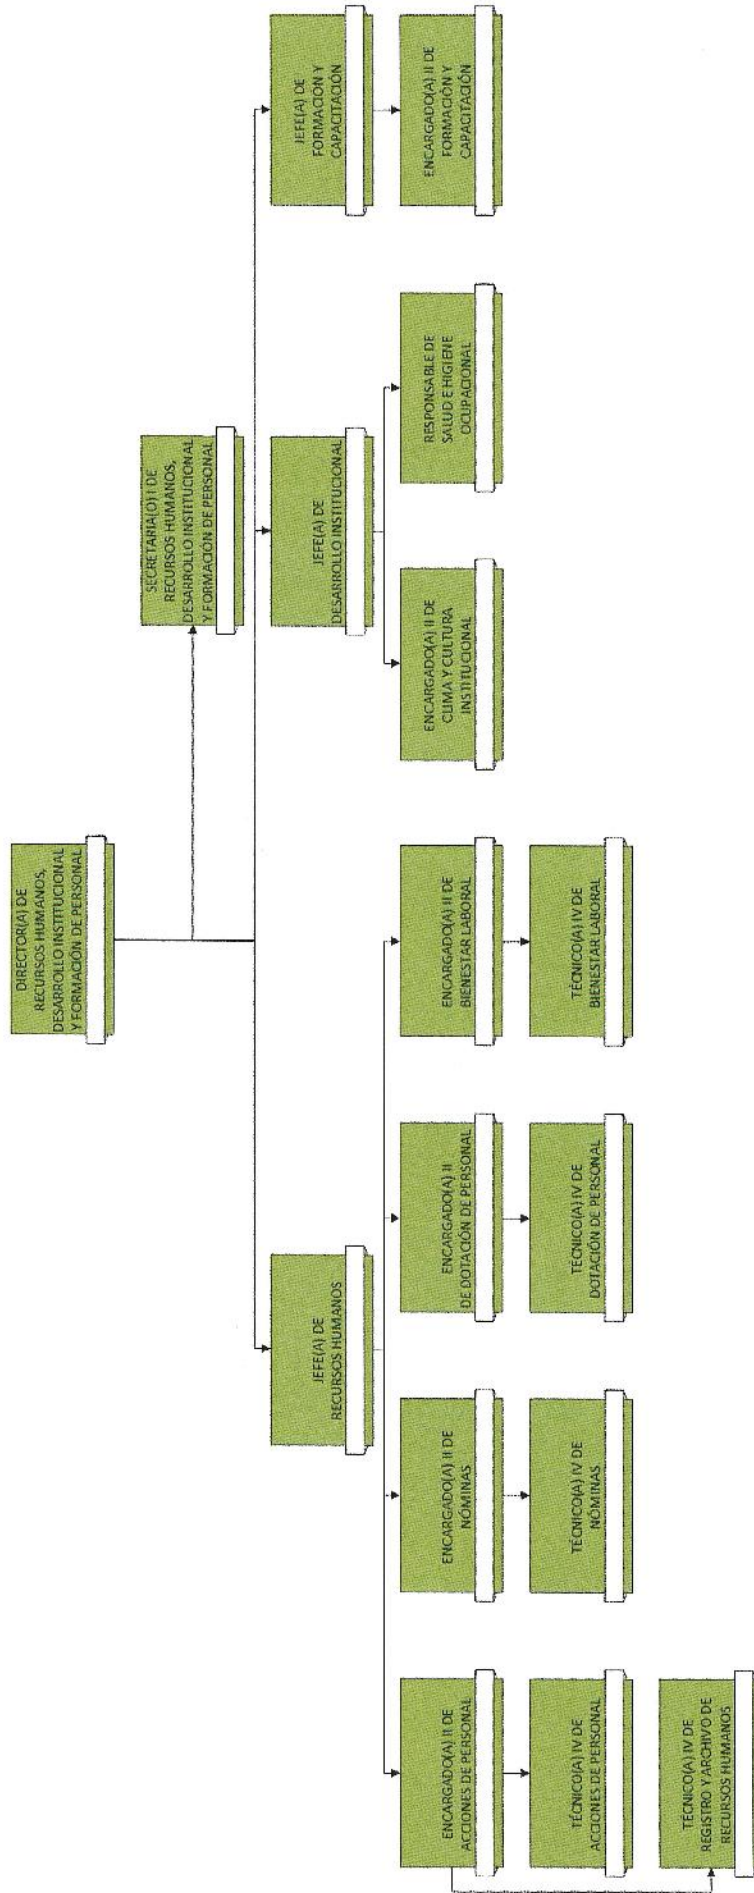 DIRECTOR(A) DE
RECURSOS HUMANOS,
DESARROLLO INSTITUCIONAL
Y FORMACIÓN DE PERSONAL
SECRETARIA(O) I DE
RECURSOS HUMANOS,
DESARROLLO INSTITUCIONAL
Y FORMACIÓN DE PERSONAL
JEFE(A) DE
RECURSOS HUMANOS
JEFE(A) DE
DESARROLLO INSTITUCIONAL
JEFE(A) DE
FORMACIÓN Y
CAPACITACIÓN
ENCARGADO(A) II DE
ACCIONES DE PERSONAL
ENCARGADO(A) II DE
NÓMINAS
ENCARGADO(A) II
DE DOTACIÓN DE PERSONAL
ENCARGADO(A) II DE
BIENESTAR LABORAL
ENCARGADO(A) II DE
CLIMA Y CULTURA
INSTITUCIONAL
RESPONSABLE DE
SALUD E HIGIENE
OCUPACIONAL
ENCARGADO(A) II DE
FORMACIÓN Y
CAPACITACIÓN
TÉCNICO(A) IV DE
ACCIONES DE PERSONAL
TÉCNICO(A) IV DE
NÓMINAS
TÉCNICO(A) IV DE
DOTACIÓN DE PERSONAL
TÉCNICO(A) IV DE
BIENESTAR LABORAL
TÉCNICO(A) IV DE
REGISTRO Y ARCHIVO DE
RECURSOS HUMANOS